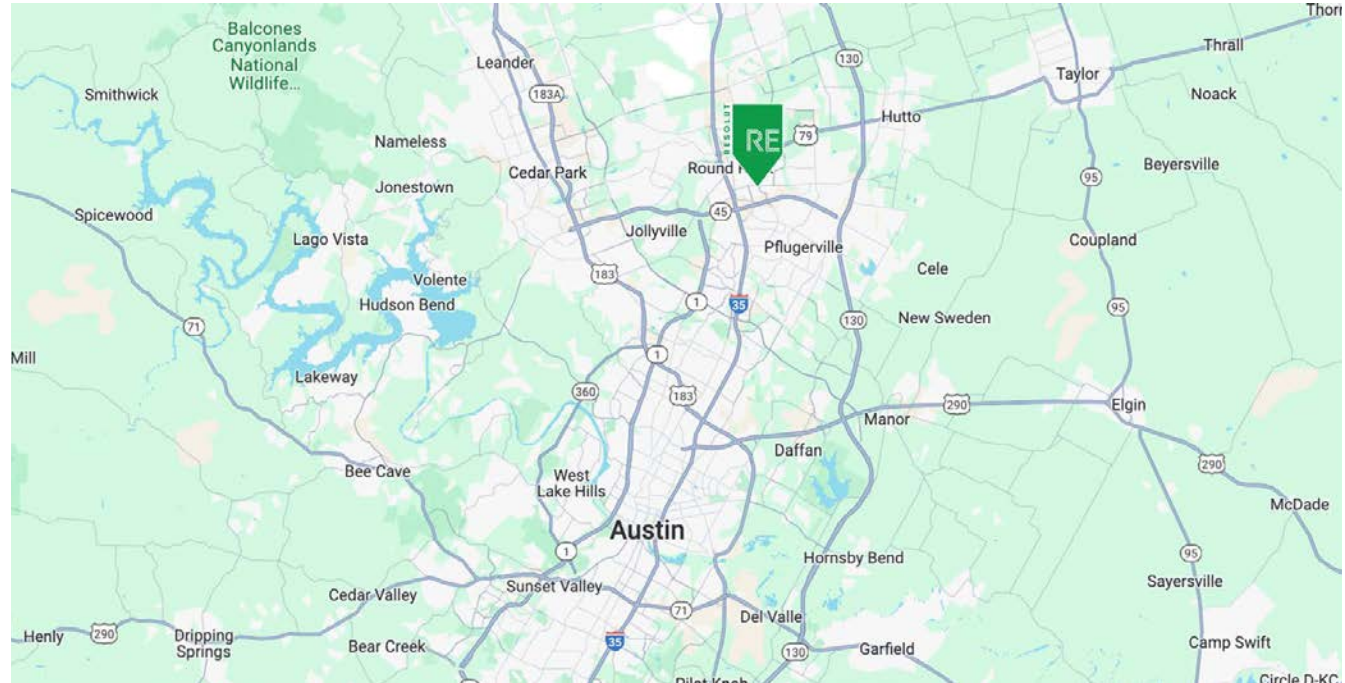 Thorn
Balcones
Canyonlands
National
Wildlife...
Leander
183A
130
Thrall
Taylor
Noack
Smithwick
RESOLUT
RE
79
Hutto
Nameless
Cedar Park
Round
Beyersville
Jonestown
95
Spicewood
45
Lago Vista
Jollyville
Pflugerville
Coupland
Volente
183
Cele
Hudson Bend
1
35
95
71
130
New Sweden
Mill
1
Lakeway
360
183
290
Elgin
Manor
Daffan
Bee Cave
290
West
Lake Hills
McDade
Austin
1
Hornsby Bend
95
Sunset Valley
Sayersville
Cedar Valley
71
Del Valle
Henly
290
Dripping
Springs
Bear Creek
35
130
Garfield
Camp Swift
Pilot Knob
Circle D-KC